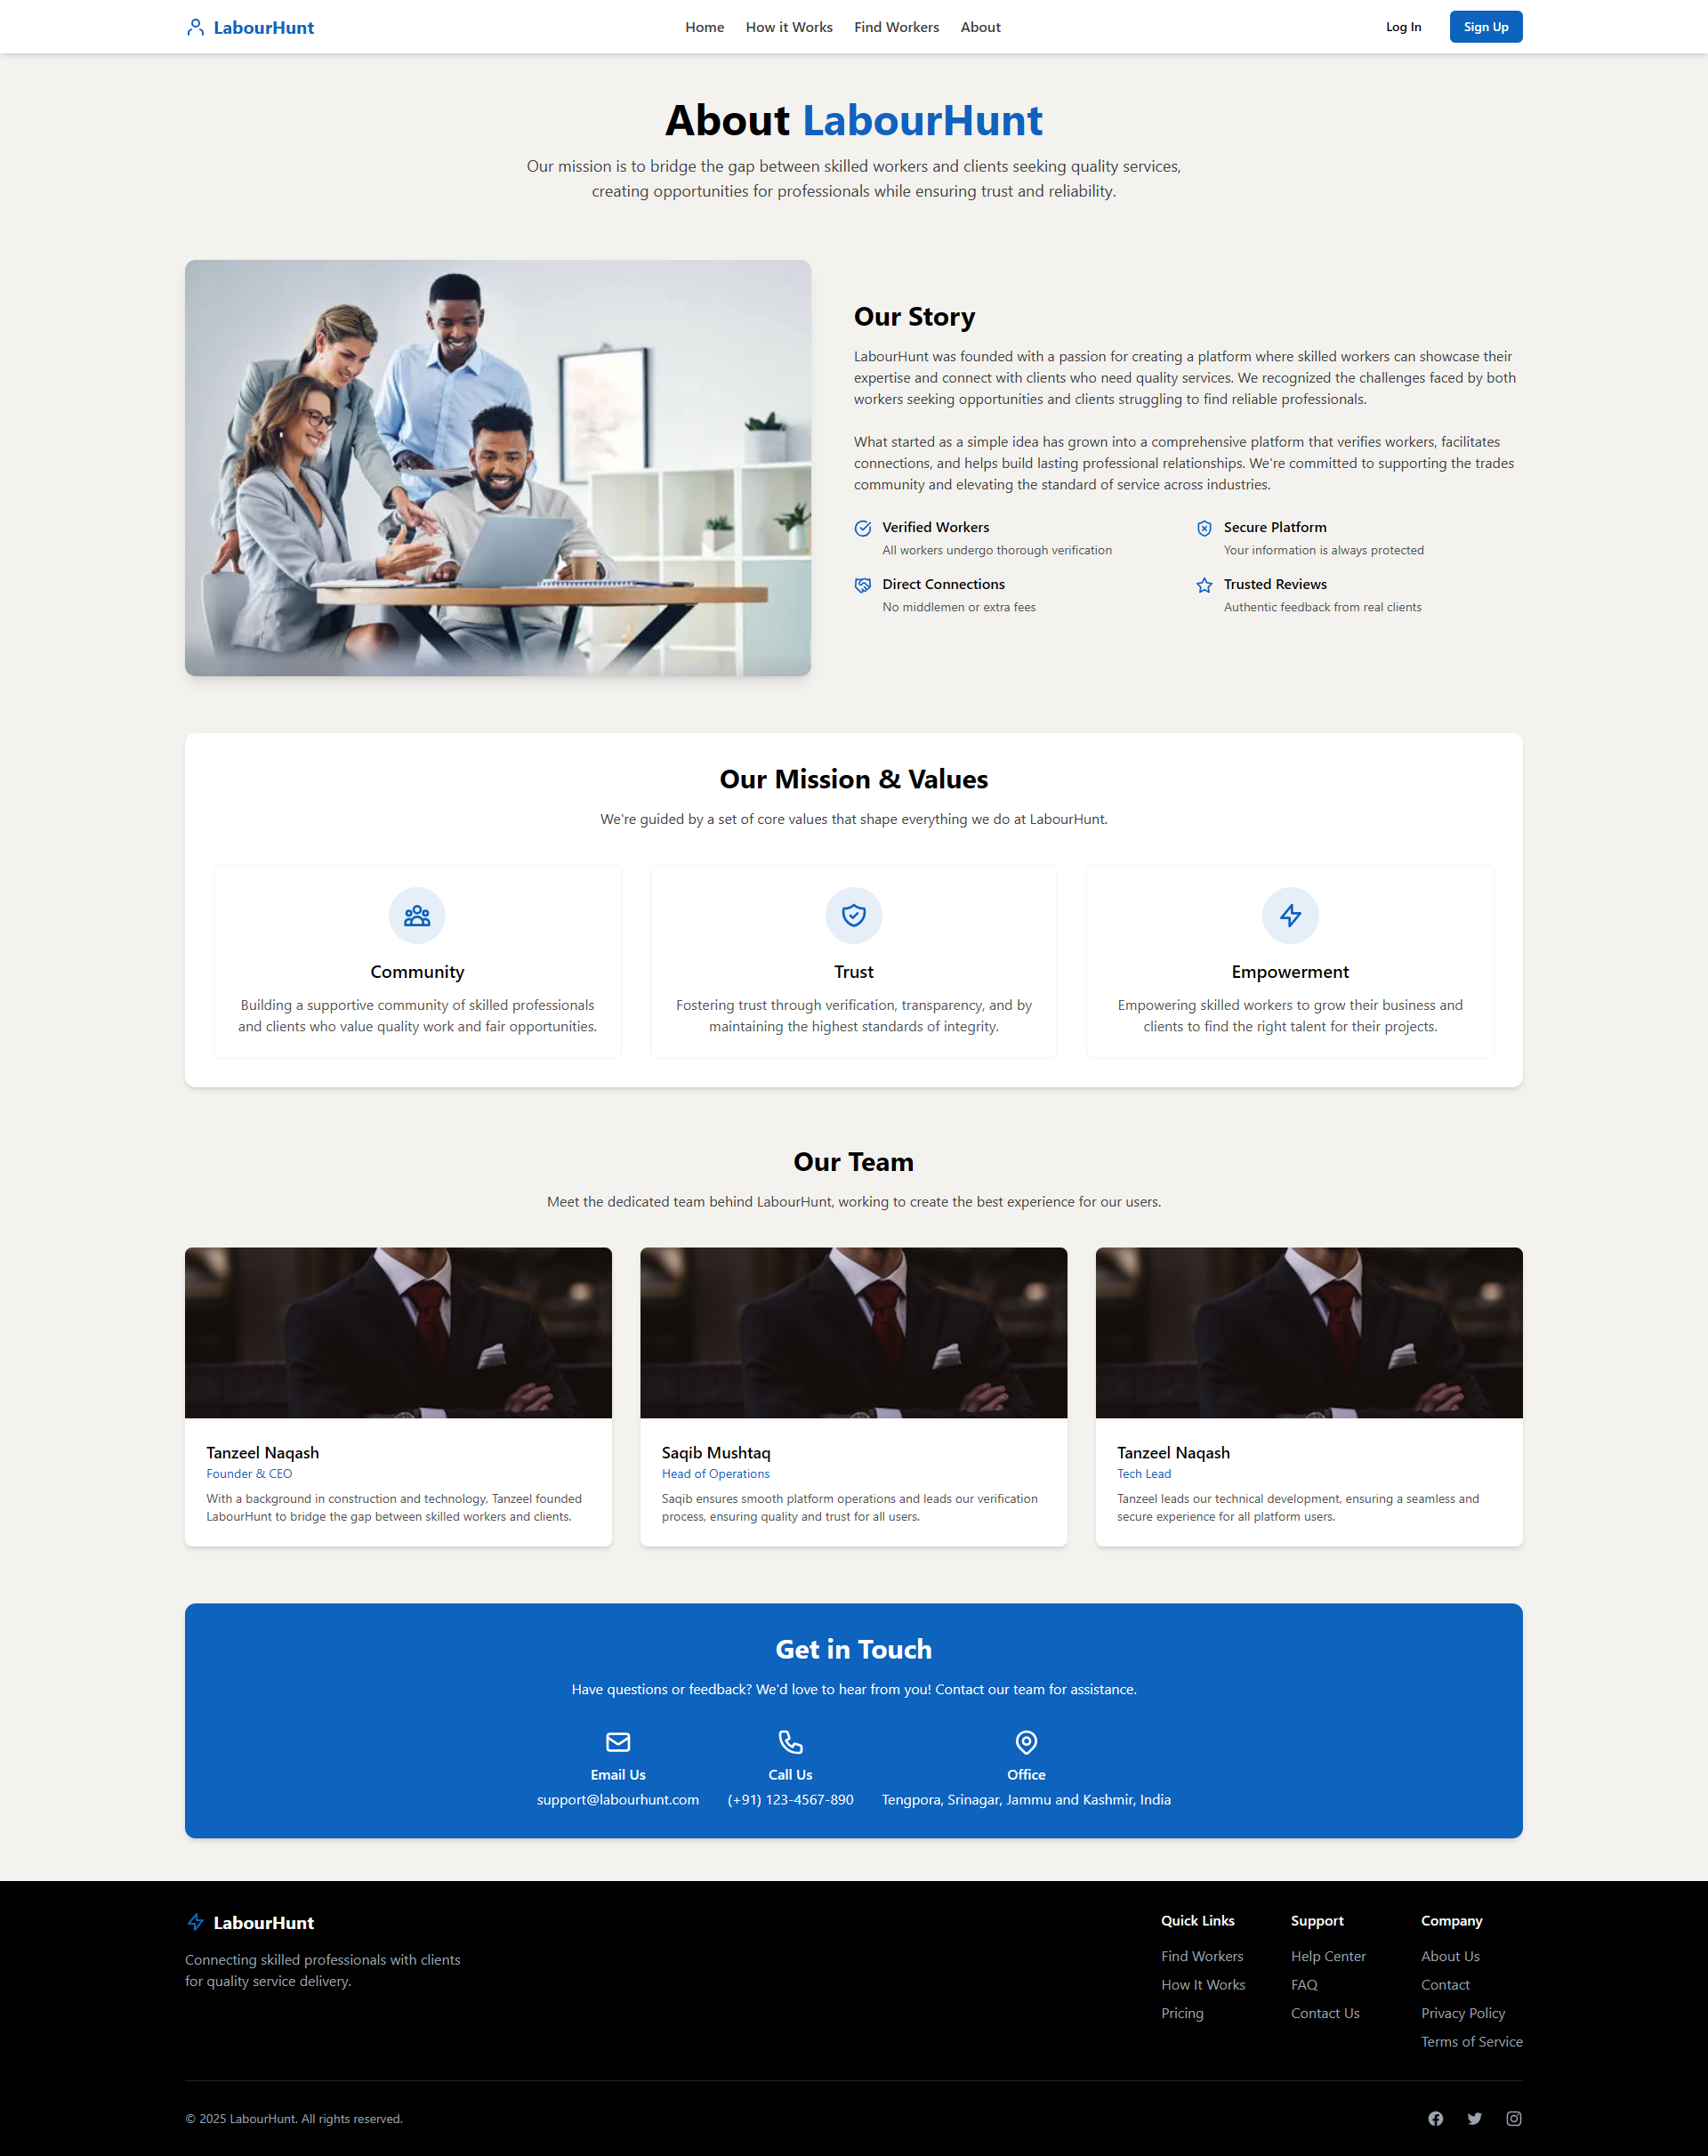 LabourHunt
Home
How it Works
Find Workers
About
Log In
Sign Up
About LabourHunt
Our mission is to bridge the gap between skilled workers and clients seeking quality services,
creating opportunities for professionals while ensuring trust and reliability.
Our Story
LabourHunt was founded with a passion for creating a platform where skilled workers can showcase their
expertise and connect with clients who need quality services. We recognized the challenges faced by both
workers seeking opportunities and clients struggling to find reliable professionals.
What started as a simple idea has grown into a comprehensive platform that verifies workers, facilitates
connections, and helps build lasting professional relationships. We're committed to supporting the trades
community and elevating the standard of service across industries.
Verified Workers
All workers undergo thorough verification
Secure Platform
Your information is always protected
Direct Connections
No middlemen or extra fees
Trusted Reviews
Authentic feedback from real clients
Our Mission & Values
We're guided by a set of core values that shape everything we do at LabourHunt.
Community
Building a supportive community of skilled professionals
and clients who value quality work and fair opportunities.
Trust
Fostering trust through verification, transparency, and by
maintaining the highest standards of integrity.
Empowerment
Empowering skilled workers to grow their business and
clients to find the right talent for their projects.
Our Team
Meet the dedicated team behind LabourHunt, working to create the best experience for our users.
Tanzeel Naqash
Founder & CEO
With a background in construction and technology, Tanzeel founded
LabourHunt to bridge the gap between skilled workers and clients.
Saqib Mushtaq
Head of Operations
Saqib ensures smooth platform operations and leads our verification
process, ensuring quality and trust for all users.
Tanzeel Naqash
Tech Lead
Tanzeel leads our technical development, ensuring a seamless and
secure experience for all platform users.
Get in Touch
Have questions or feedback? We'd love to hear from you! Contact our team for assistance.
Email Us
support@labourhunt.com
Call Us
(+91) 123-4567-890
Office
Tengpora, Srinagar, Jammu and Kashmir, India
LabourHunt
Connecting skilled professionals with clients
for quality service delivery.
Quick Links
Find Workers
How It Works
Pricing
Support
Help Center
FAQ
Contact Us
Company
About Us
Contact
Privacy Policy
Terms of Service
© 2025 LabourHunt. All rights reserved.